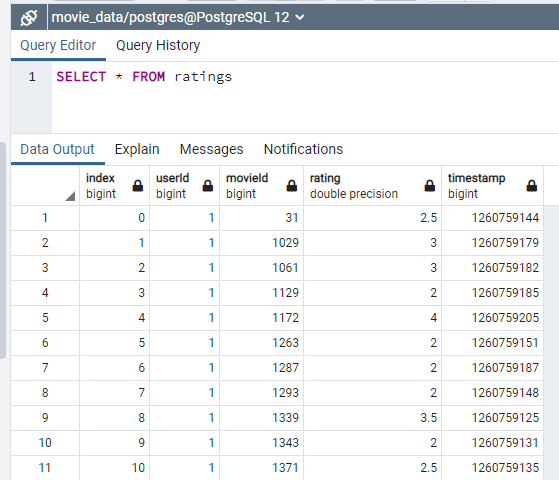 movie_data/postgres@PostgreSQL 12
Query Editor Query History
1 SELECT * FROM ratings
Data Output Explain Messages Notifications
index userId movieId rating timestamp
bigint bigint bigint double precision bigint
1 0 1 31 2.5 1260759144
2 1 1 1029 3 1260759179
3 2 1 1061 3 1260759182
4 3 1 1129 2 1260759185
5 4 1 1172 4 1260759205
6 5 1 1263 2 1260759151
7 6 1 1287 2 1260759187
8 7 1 1293 2 1260759148
9 8 1 1339 3.5 1260759125
10 9 1 1343 2 1260759131
11 10 1 1371 2.5 1260759135